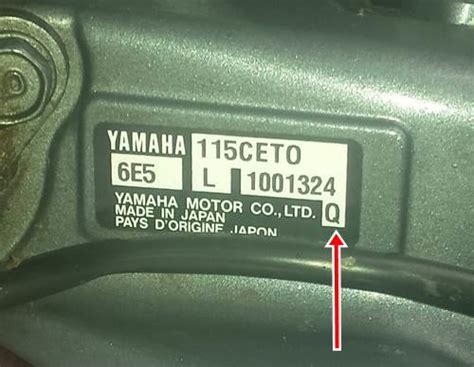 YAMAHA 115CETO
6E5 L 1001324
YAMAHA MOTOR CO., LTD. Q
MADE IN JAPAN
PAYS D'ORIGINE JAPON